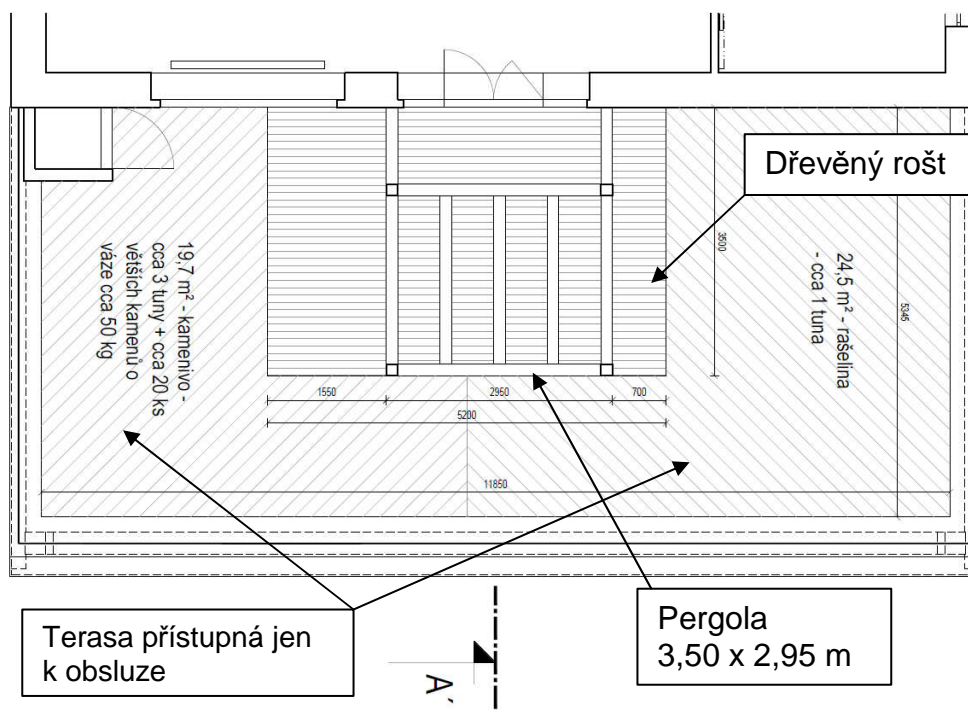 Dřevěný rošt
3500
5345
24,5 m² - rašelina
- cca 1 tuna
19,7 m² - kamenivo -
cca 3 tuny + cca 20 ks
větších kamenů o
váze cca 50 kg
1550
2950
700
5200
11850
Terasa přístupná jen
k obsluze
Pergola
3,50 x 2,95 m
A´